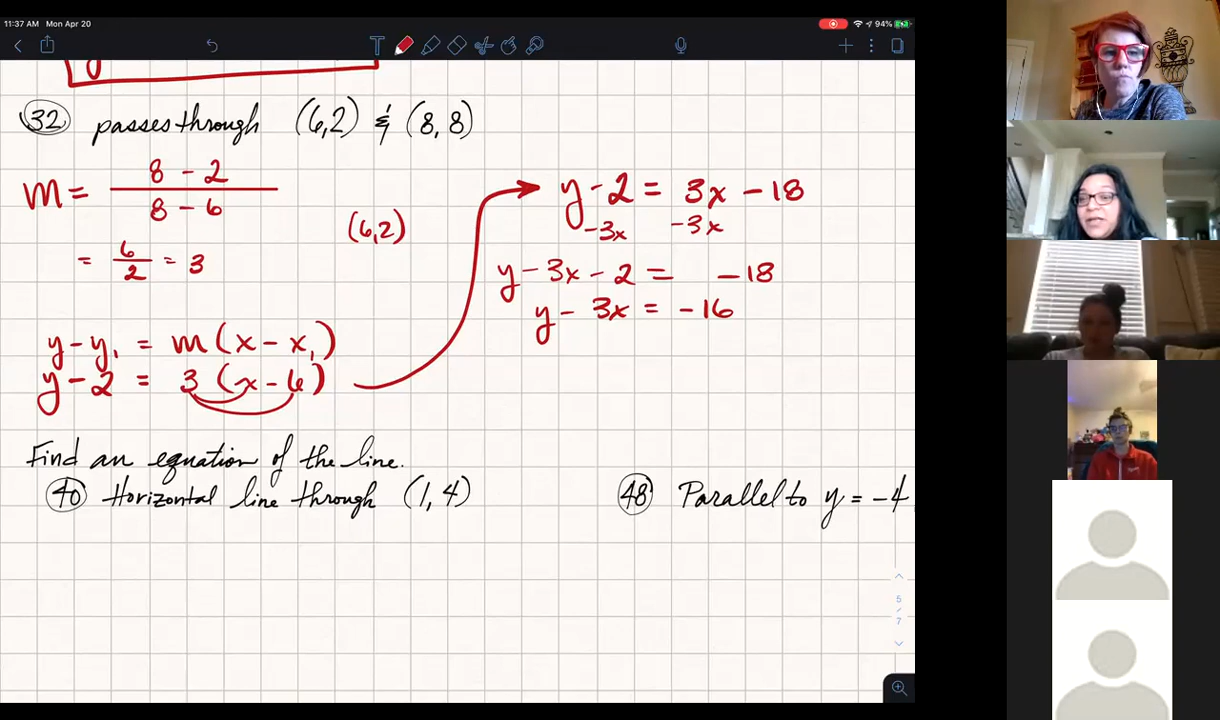 11:37 AM Mon Apr 20
94%
T
32 passes through (6,2) & (8,8)
m = 8 - 2
8 - 6
= 6/2 = 3
(6,2)
y - y₁ = m(x - x₁)
y - 2 = 3(x - 6)
y - 2 = 3x - 18
-3x -3x
y - 3x - 2 = -18
y - 3x = -16
Find an equation of the line.
40 Horizontal line through (1,4)
48 Parallel to y = -4
5
/
7